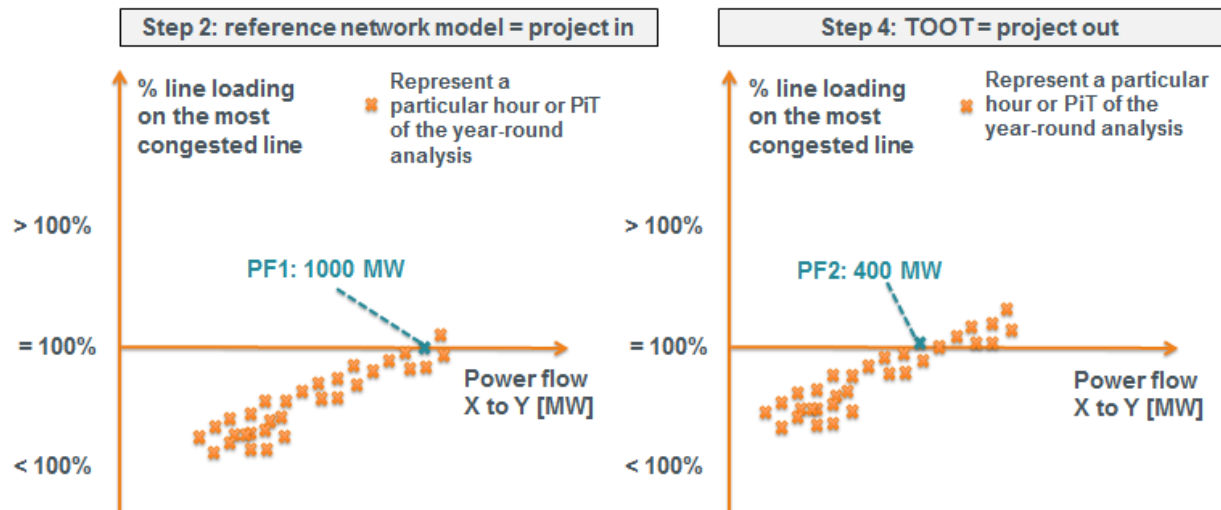 Step 2: reference network model = project in
% line loading
on the most
congested line
Represent a
particular hour or PiT
of the year-round
analysis
> 100%
PF1: 1000 MW
= 100%
Power flow
X to Y [MW]
< 100%
Step 4: TOOT = project out
% line loading
on the most
congested line
Represent a particular
hour or PiT of the
year-round analysis
> 100%
PF2: 400 MW
= 100%
Power flow
X to Y [MW]
< 100%